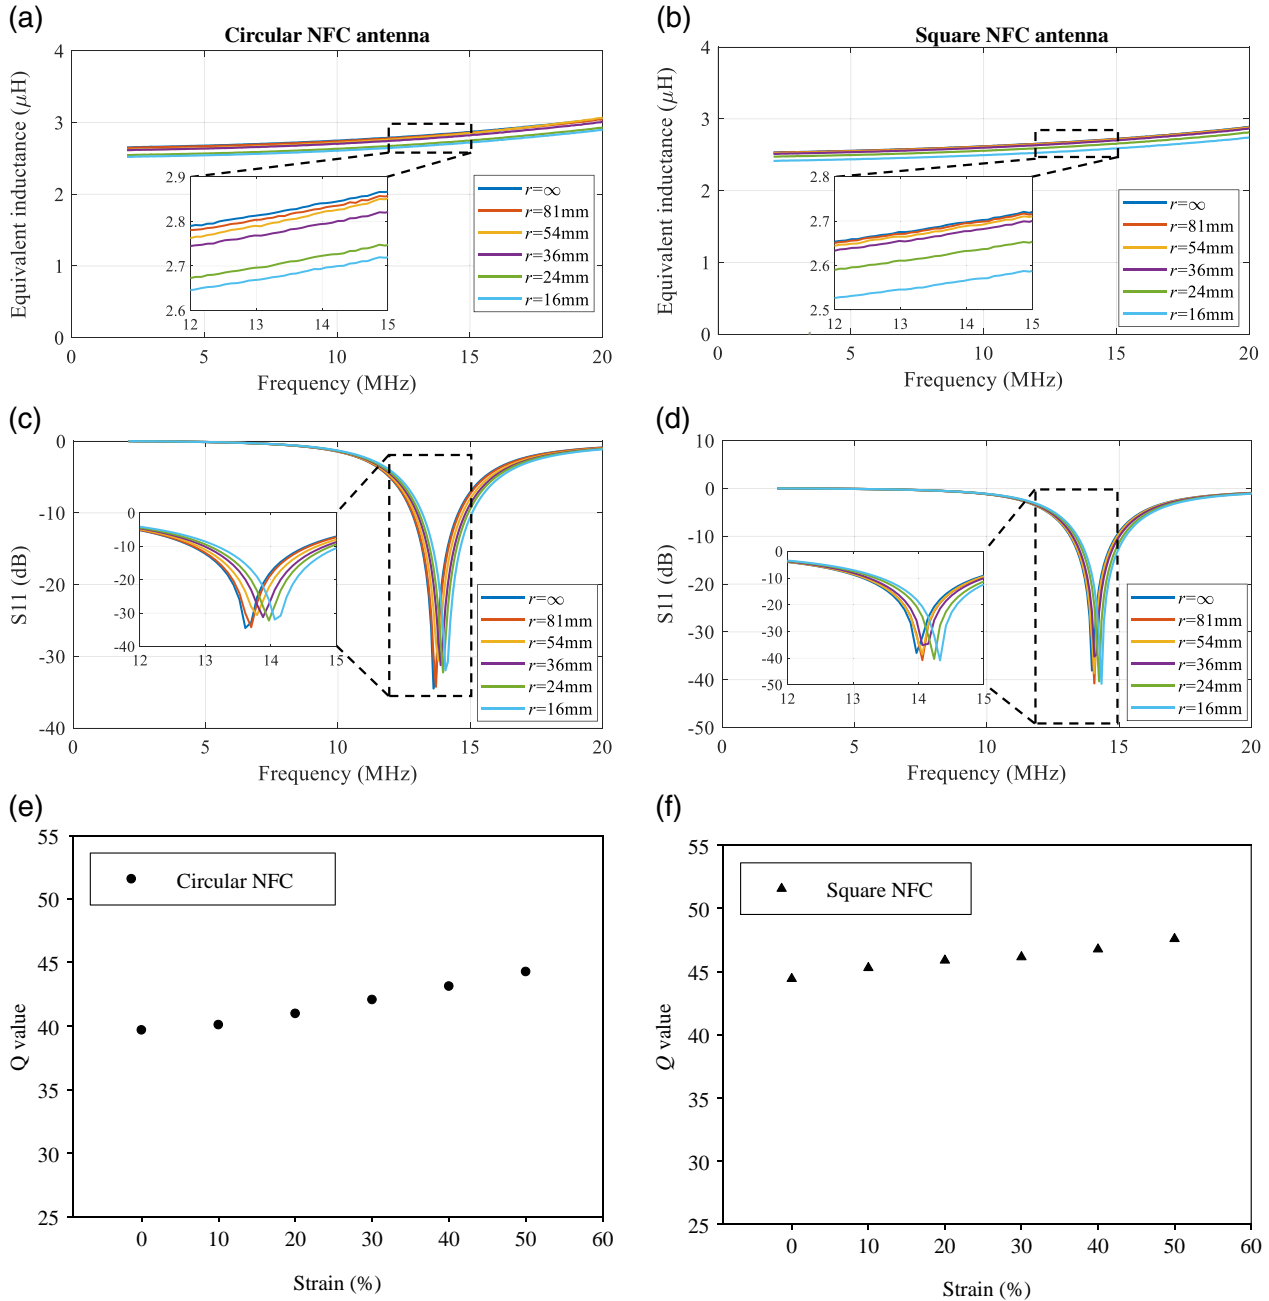 (a)
Circular NFC antenna
Equivalent inductance (μH)
4
3
2
1
0
0 5 10 15 20
Frequency (MHz)
2.9
2.8
2.7
2.6
12 13 14 15
r=∞
r=81mm
r=54mm
r=36mm
r=24mm
r=16mm
(b)
Square NFC antenna
Equivalent inductance (μH)
4
3
2
1
0
0 5 10 15 20
Frequency (MHz)
2.8
2.7
2.6
2.5
12 13 14 15
r=∞
r=81mm
r=54mm
r=36mm
r=24mm
r=16mm
(c)
S11 (dB)
0
-10
-20
-30
-40
0 5 10 15 20
Frequency (MHz)
0
-10
-20
-30
-40
12 13 14 15
r=∞
r=81mm
r=54mm
r=36mm
r=24mm
r=16mm
(d)
S11 (dB)
10
0
-10
-20
-30
-40
-50
0 5 10 15 20
Frequency (MHz)
0
-10
-20
-30
-40
-50
12 13 14 15
r=∞
r=81mm
r=54mm
r=36mm
r=24mm
r=16mm
(e)
Q value
55
50
45
40
35
30
25
0 10 20 30 40 50 60
Strain (%)
Circular NFC
(f)
Q value
55
50
45
40
35
30
25
0 10 20 30 40 50 60
Strain (%)
Square NFC